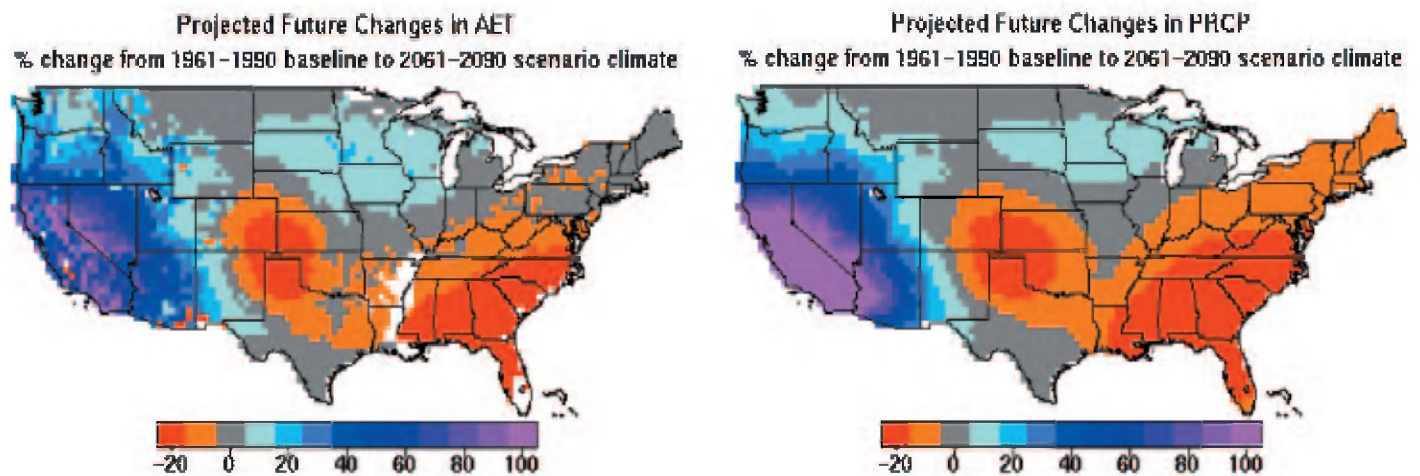 Projected Future Changes in AET
% change from 1961–1990 baseline to 2061–2090 scenario climate
−20 0 20 40 60 80 100
Projected Future Changes in PRCP
% change from 1961–1990 baseline to 2061–2090 scenario climate
−20 0 20 40 60 80 100